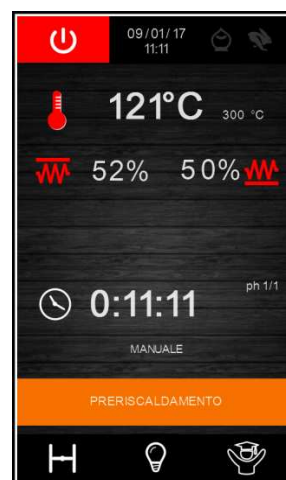 09/01/17
11:11
121°C 300 °C
52% 50%
0:11:11 ph 1/1
MANUALE
PRERISCALDAMENTO